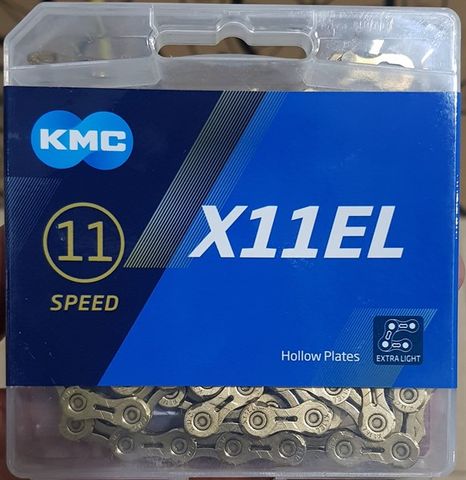 KMC
11
SPEED
X11EL
Hollow Plates
EXTRA LIGHT